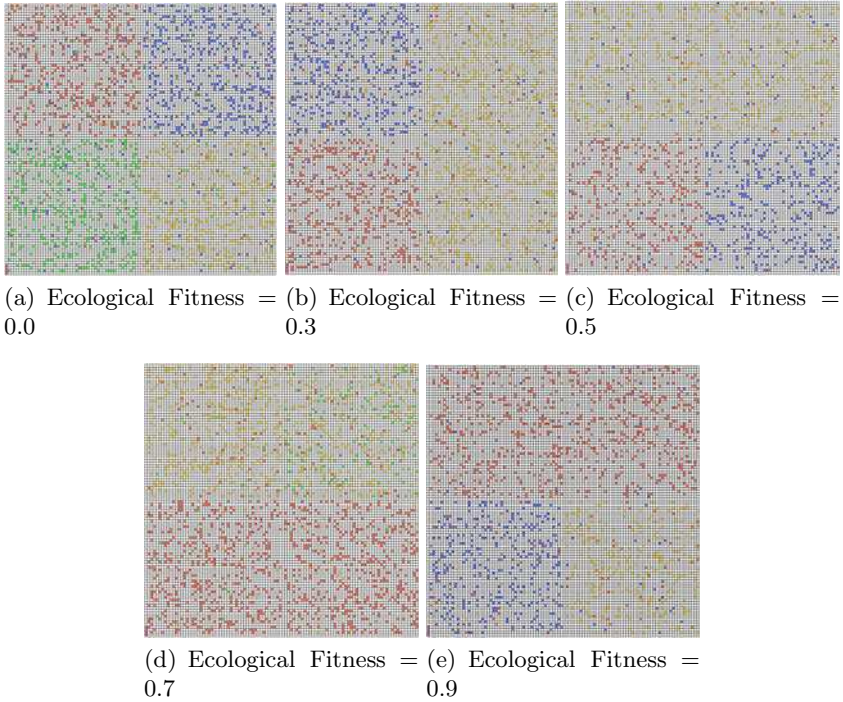 (a) Ecological Fitness = 0.0
(b) Ecological Fitness = 0.3
(c) Ecological Fitness = 0.5
(d) Ecological Fitness = 0.7
(e) Ecological Fitness = 0.9